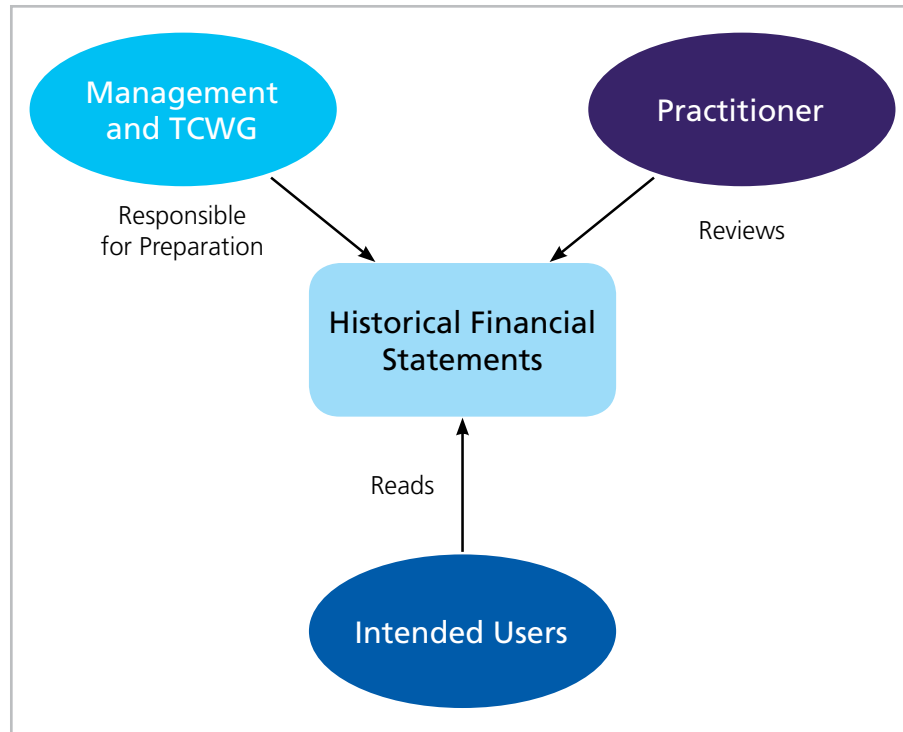 Management
and TCWG
Practitioner
Responsible
for Preparation
Reviews
Historical Financial
Statements
Reads
Intended Users